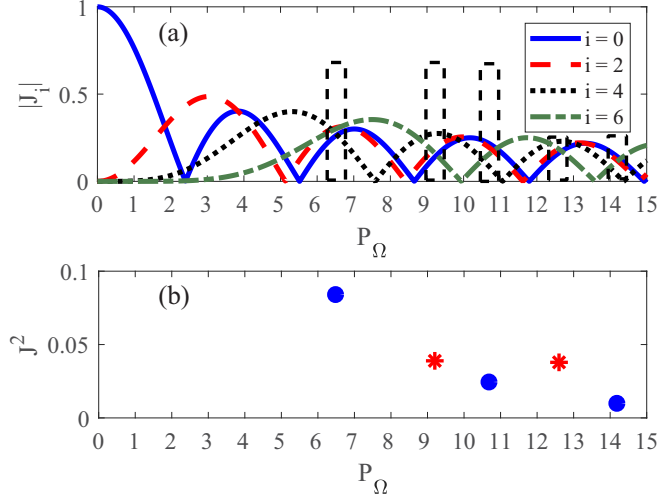 (a)
1
0.5
0
|J_i|
i = 0
i = 2
i = 4
i = 6
0 1 2 3 4 5 6 7 8 9 10 11 12 13 14 15
P_Ω
(b)
0.1
0.05
0
J^2
0 1 2 3 4 5 6 7 8 9 10 11 12 13 14 15
P_Ω